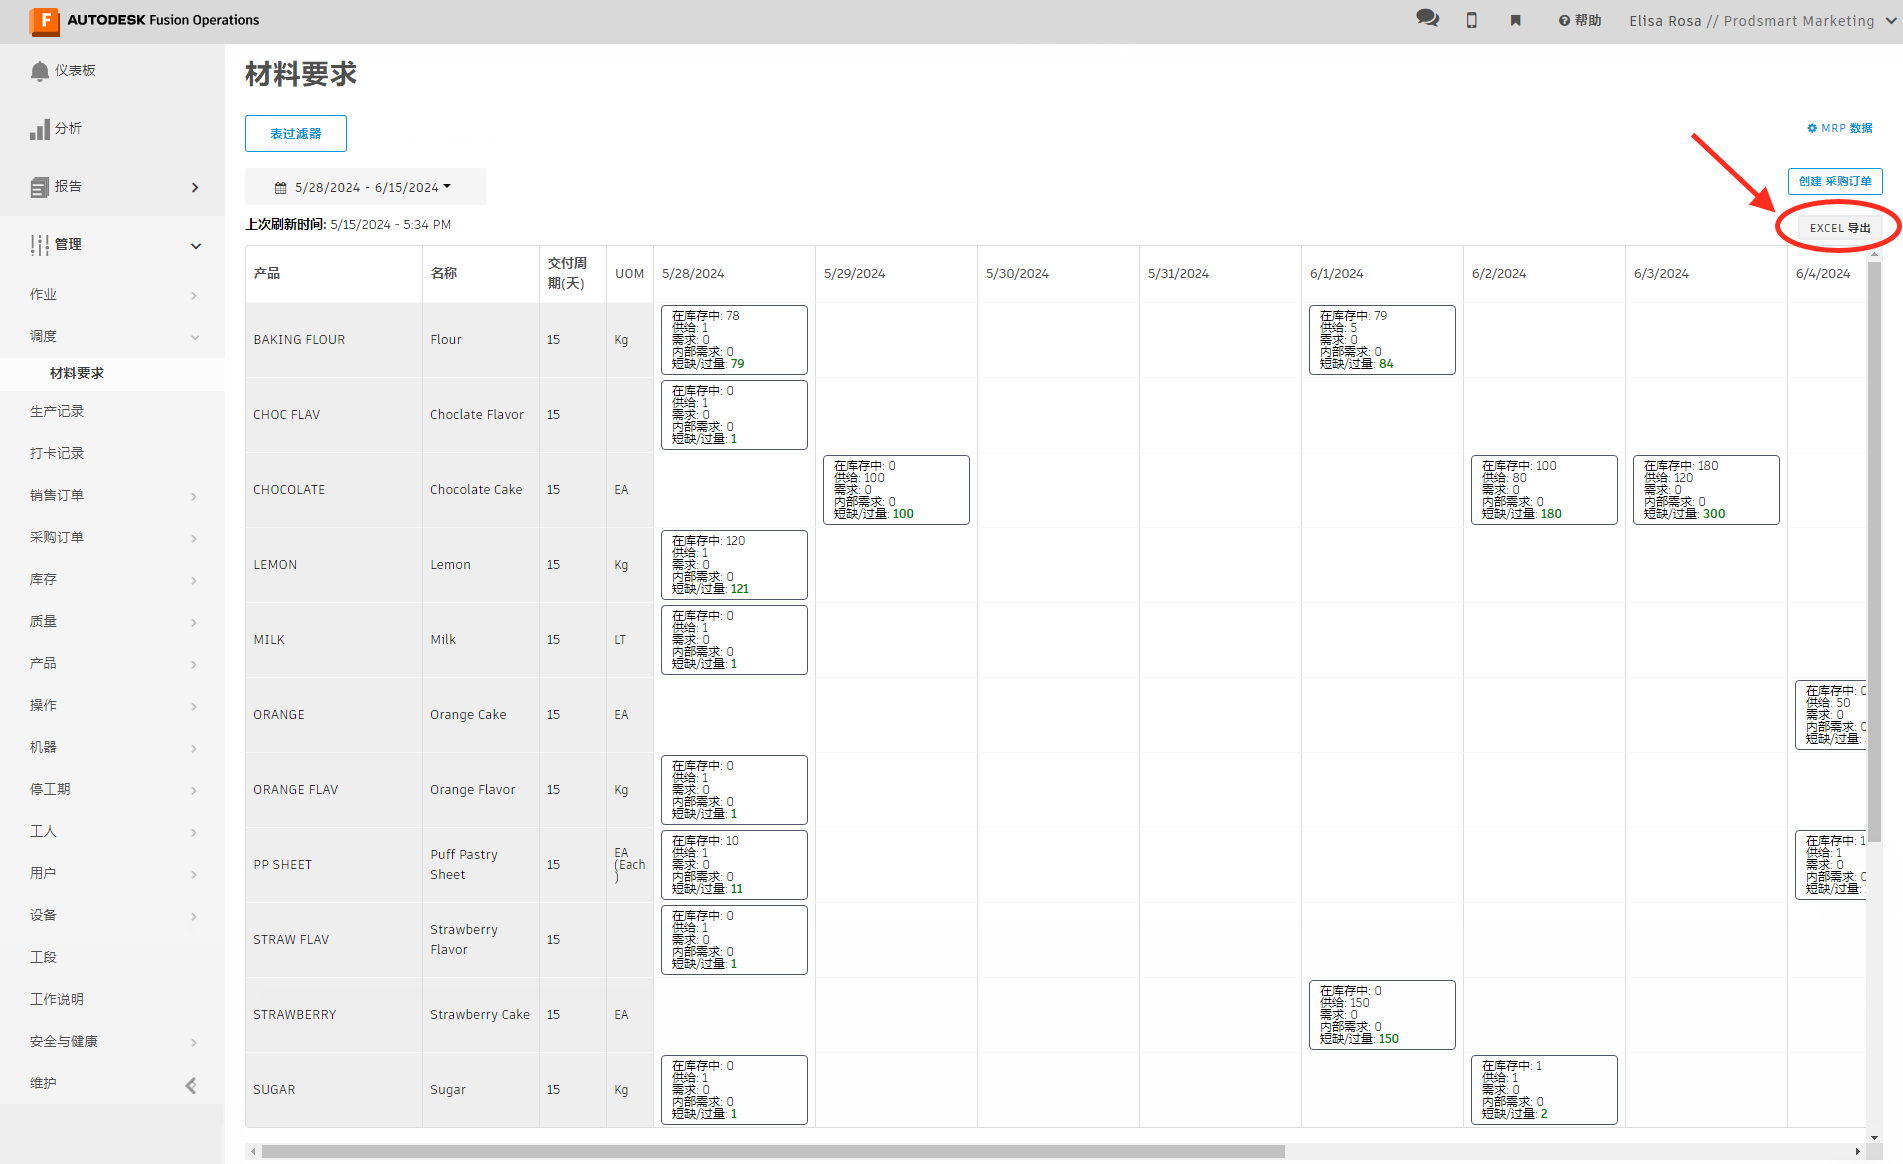 AUTODESK Fusion Operations
帮助
Elisa Rosa // Prodsmart Marketing
仪表板
分析
报告
管理
作业
调度
材料要求
生产记录
打卡记录
销售订单
采购订单
库存
质量
产品
操作
机器
停工期
工人
用户
设备
工段
工作说明
安全与健康
维护
材料要求
表过滤器
MRP 数据
5/28/2024 - 6/15/2024
创建 采购订单
上次刷新时间: 5/15/2024 - 5:34 PM
EXCEL 导出
产品 名称 交付周期(天) UOM 5/28/2024 5/29/2024 5/30/2024 5/31/2024 6/1/2024 6/2/2024 6/3/2024 6/4/2024
BAKING FLOUR Flour 15 Kg
在库存中: 78
供给: 1
需求: 0
内部需求: 0
短缺/过量: 79
在库存中: 79
供给: 5
需求: 0
内部需求: 0
短缺/过量: 84
CHOC FLAV Choclate Flavor 15
在库存中: 0
供给: 1
需求: 0
内部需求: 0
短缺/过量: 1
CHOCOLATE Chocolate Cake 15 EA
在库存中: 0
供给: 100
需求: 0
内部需求: 0
短缺/过量: 100
在库存中: 100
供给: 80
需求: 0
内部需求: 0
短缺/过量: 180
在库存中: 180
供给: 120
需求: 0
内部需求: 0
短缺/过量: 300
LEMON Lemon 15 Kg
在库存中: 120
供给: 1
需求: 0
内部需求: 0
短缺/过量: 121
MILK Milk 15 LT
在库存中: 0
供给: 1
需求: 0
内部需求: 0
短缺/过量: 1
ORANGE Orange Cake 15 EA
在库存中: 0
供给: 50
需求: 0
内部需求: 0
短缺/过量:
ORANGE FLAV Orange Flavor 15 Kg
在库存中: 0
供给: 1
需求: 0
内部需求: 0
短缺/过量: 1
PP SHEET Puff Pastry Sheet 15 EA (Each)
在库存中: 10
供给: 1
需求: 0
内部需求: 0
短缺/过量: 11
在库存中: 1
供给: 1
需求: 0
内部需求: 0
短缺/过量:
STRAW FLAV Strawberry Flavor 15
在库存中: 0
供给: 1
需求: 0
内部需求: 0
短缺/过量: 1
STRAWBERRY Strawberry Cake 15 EA
在库存中: 0
供给: 150
需求: 0
内部需求: 0
短缺/过量: 150
SUGAR Sugar 15 Kg
在库存中: 0
供给: 1
需求: 0
内部需求: 0
短缺/过量: 1
在库存中: 1
供给: 1
需求: 0
内部需求: 0
短缺/过量: 2